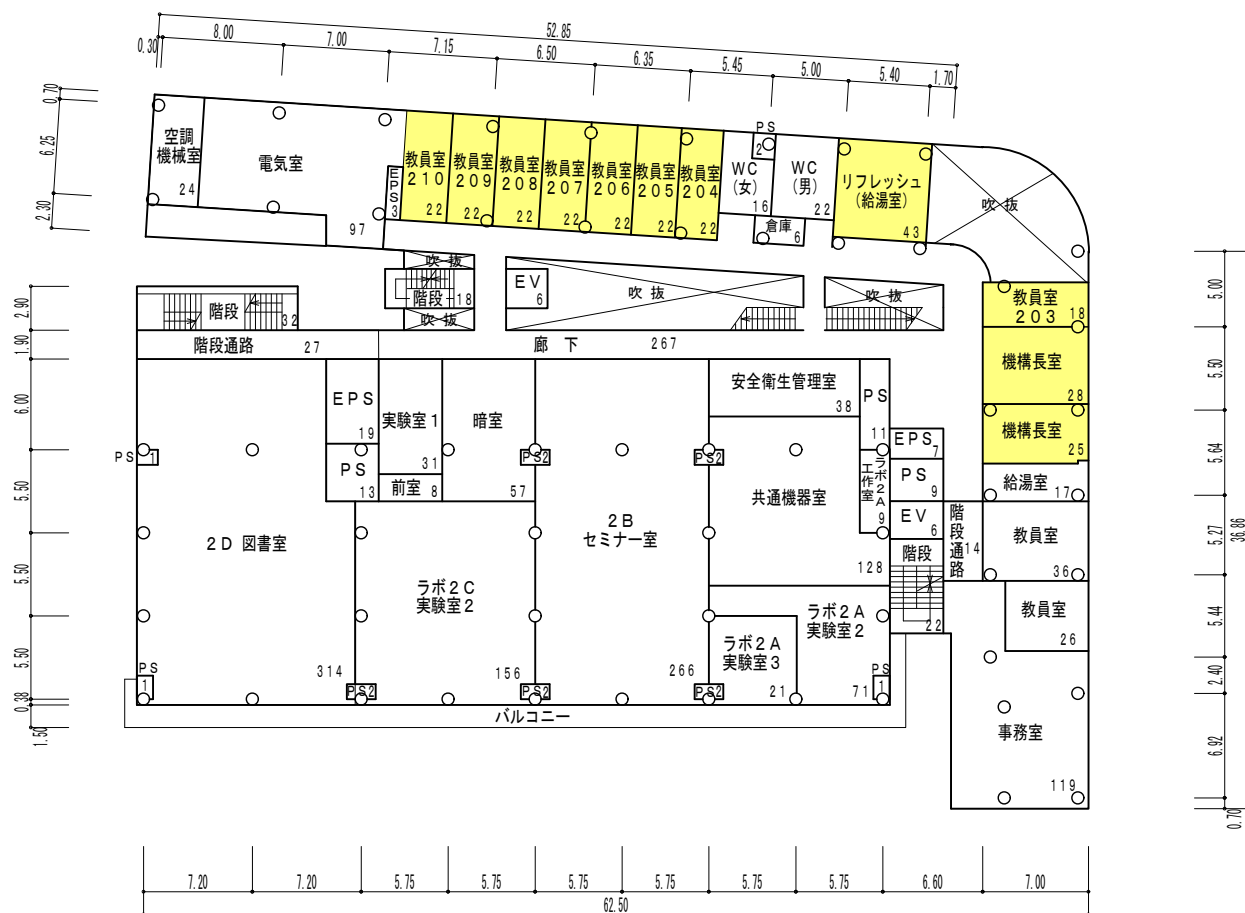 52.85
0.30
8.00
7.00
7.15
6.50
6.35
5.45
5.00
5.40
1.70
0.70
6.25
2.30
空調
機械室
24
電気室
97
EPS
3
教員室
210
22
教員室
209
22
教員室
208
22
教員室
207
22
教員室
206
22
教員室
205
22
教員室
204
22
WC
(女)
16
PS
2
WC
(男)
22
倉庫
6
リフレッシュ
(給湯室)
43
吹抜
吹抜
階段
18
吹抜
EV
6
吹抜
吹抜
教員室
203
18
機構長室
28
機構長室
25
給湯室
17
教員室
36
教員室
26
事務室
119
2.90
1.90
6.00
5.50
5.50
5.50
0.38
1.50
階段
32
階段通路
27
廊下
267
EPS
19
PS
13
実験室1
31
前室
8
暗室
57
PS
1
PS2
PS2
2D 図書室
314
ラボ2C
実験室2
156
2B
セミナー室
266
安全衛生管理室
38
PS
11
ラボ2A
工作室
9
共通機器室
128
EPS
7
PS
9
EV
6
階段
22
階段通路
14
ラボ2A
実験室2
71
ラボ2A
実験室3
21
PS
1
PS2
PS2
PS2
PS
1
バルコニー
5.00
5.50
5.64
5.27
5.44
2.40
6.92
0.70
36.86
7.20
7.20
5.75
5.75
5.75
5.75
5.75
5.75
6.60
7.00
62.50